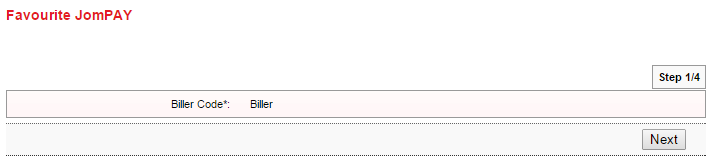 Favourite JomPAY
Step 1/4
Biller Code*: Biller
Next